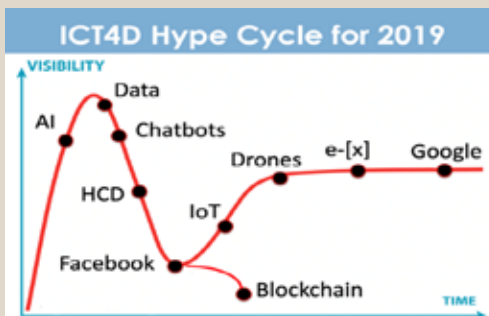 ICT4D Hype Cycle for 2019
VISIBILITY
Data
AI
Chatbots
HCD
Drones
e-[x]
Google
IoT
Facebook
Blockchain
TIME